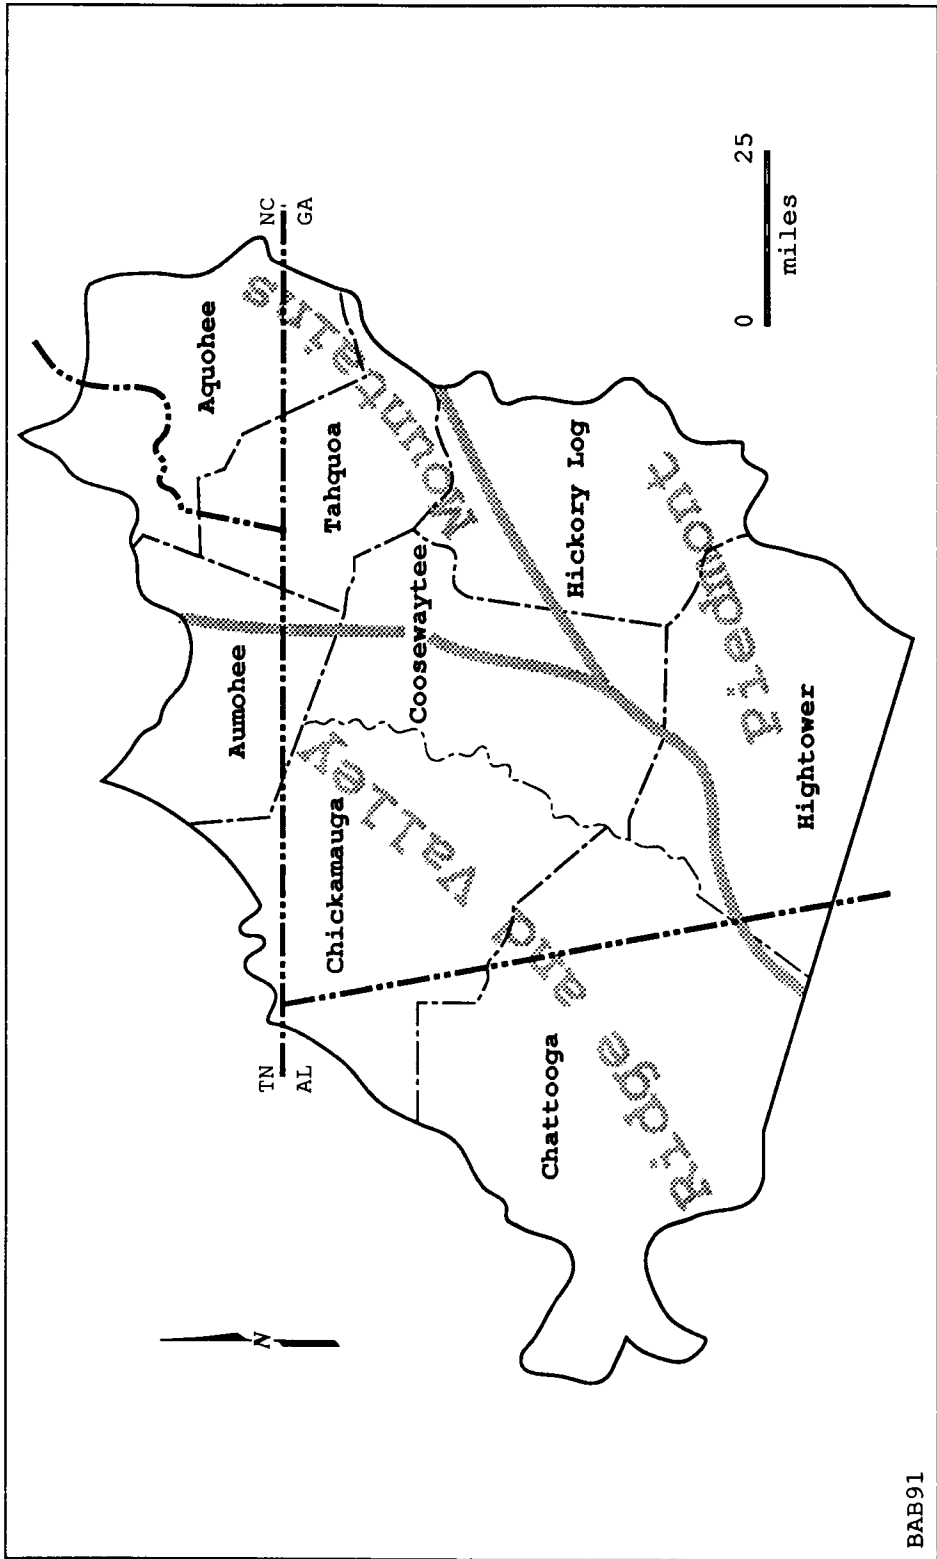 TN
NC
AL
GA
Aquohee
Aumohee
Tahquoa
Chickamauga
Coosewaytee
Chattooga
Hickory Log
Hightower
Mountains
Ridge and Valley
Piedmont
N
0 25
miles
BAB91